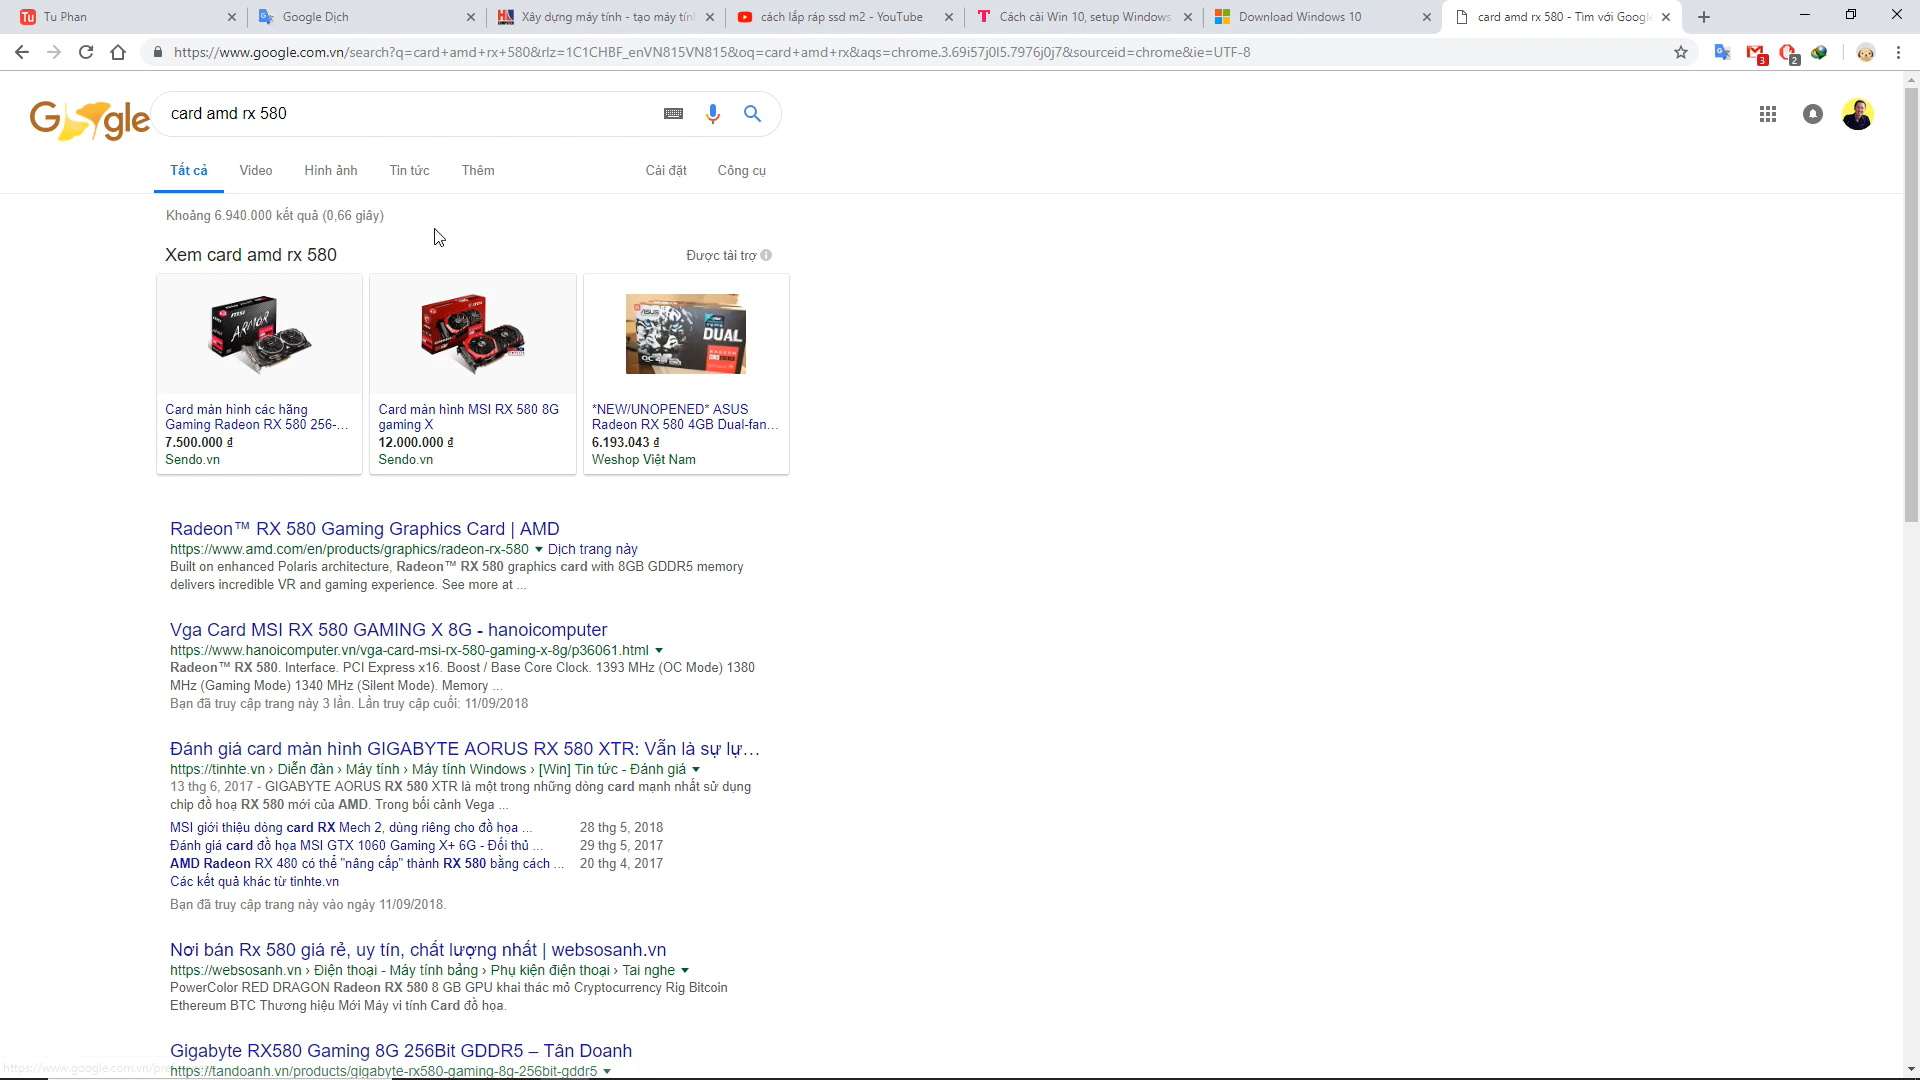 Tu Phan
Google Dịch
Xây dựng máy tính - tạo máy tín
cách lắp ráp ssd m2 - YouTube
Cách cài Win 10, setup Windows
Download Windows 10
card amd rx 580 - Tìm với Googl
https://www.google.com.vn/search?q=card+amd+rx+580&rlz=1C1CHBF_enVN815VN815&oq=card+amd+rx&aqs=chrome.3.69i57j0l5.7976j0j7&sourceid=chrome&ie=UTF-8
3
2
Google
card amd rx 580
Tất cả
Video
Hình ảnh
Tin tức
Thêm
Cài đặt
Công cụ
Khoảng 6.940.000 kết quả (0,66 giây)
Xem card amd rx 580
Được tài trợ
ARMOR
ASUS
DUAL
Card màn hình các hãng
Gaming Radeon RX 580 256-...
7.500.000 ₫
Sendo.vn
Card màn hình MSI RX 580 8G
gaming X
12.000.000 ₫
Sendo.vn
*NEW/UNOPENED* ASUS
Radeon RX 580 4GB Dual-fan...
6.193.043 ₫
Weshop Việt Nam
Radeon™ RX 580 Gaming Graphics Card | AMD
https://www.amd.com/en/products/graphics/radeon-rx-580 Dịch trang này
Built on enhanced Polaris architecture, Radeon™ RX 580 graphics card with 8GB GDDR5 memory
delivers incredible VR and gaming experience. See more at ...
Vga Card MSI RX 580 GAMING X 8G - hanoicomputer
https://www.hanoicomputer.vn/vga-card-msi-rx-580-gaming-x-8g/p36061.html
Radeon™ RX 580. Interface. PCI Express x16. Boost / Base Core Clock. 1393 MHz (OC Mode) 1380
MHz (Gaming Mode) 1340 MHz (Silent Mode). Memory ...
Bạn đã truy cập trang này 3 lần. Lần truy cập cuối: 11/09/2018
Đánh giá card màn hình GIGABYTE AORUS RX 580 XTR: Vẫn là sự lự...
https://tinhte.vn › Diễn đàn › Máy tính › Máy tính Windows › [Win] Tin tức - Đánh giá
13 thg 6, 2017 - GIGABYTE AORUS RX 580 XTR là một trong những dòng card mạnh nhất sử dụng
chip đồ hoạ RX 580 mới của AMD. Trong bối cảnh Vega ...
MSI giới thiệu dòng card RX Mech 2, dùng riêng cho đồ họa ... 28 thg 5, 2018
Đánh giá card đồ họa MSI GTX 1060 Gaming X+ 6G - Đối thủ ... 29 thg 5, 2017
AMD Radeon RX 480 có thể "nâng cấp" thành RX 580 bằng cách ... 20 thg 4, 2017
Các kết quả khác từ tinhte.vn
Bạn đã truy cập trang này vào ngày 11/09/2018.
Nơi bán Rx 580 giá rẻ, uy tín, chất lượng nhất | websosanh.vn
https://websosanh.vn › Điện thoại - Máy tính bảng › Phụ kiện điện thoại › Tai nghe
PowerColor RED DRAGON Radeon RX 580 8 GB GPU khai thác mỏ Cryptocurrency Rig Bitcoin
Ethereum BTC Thương hiệu Mới Máy vi tính Card đồ họa.
Gigabyte RX580 Gaming 8G 256Bit GDDR5 – Tân Doanh
https://tandoanh.vn/products/gigabyte-rx580-gaming-8g-256bit-gddr5